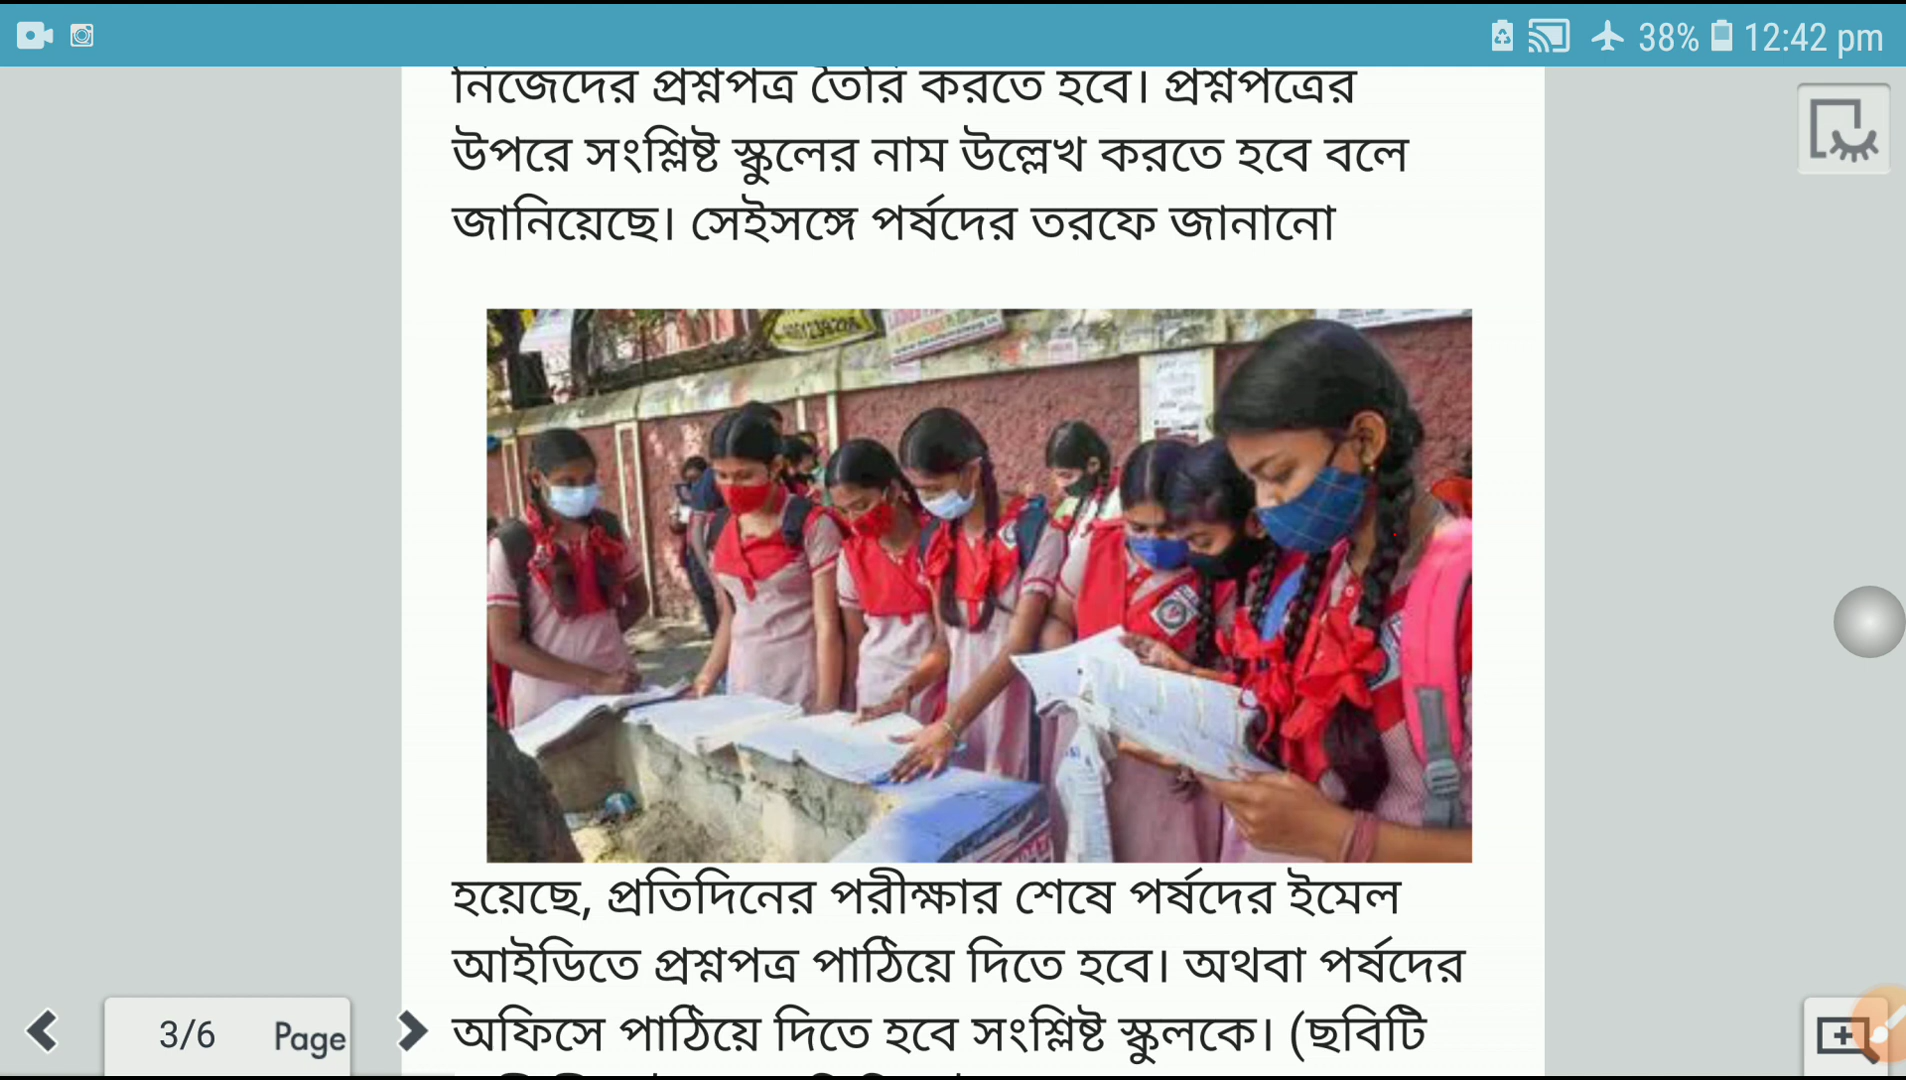 38% 12:42 pm
নিজেদের প্রশ্নপত্র তৈরি করতে হবে। প্রশ্নপত্রের
উপরে সংশ্লিষ্ট স্কুলের নাম উল্লেখ করতে হবে বলে
জানিয়েছে। সেইসঙ্গে পর্ষদের তরফে জানানো
হয়েছে, প্রতিদিনের পরীক্ষার শেষে পর্ষদের ইমেল
আইডিতে প্রশ্নপত্র পাঠিয়ে দিতে হবে। অথবা পর্ষদের
অফিসে পাঠিয়ে দিতে হবে সংশ্লিষ্ট স্কুলকে। (ছবিটি
3/6 Page